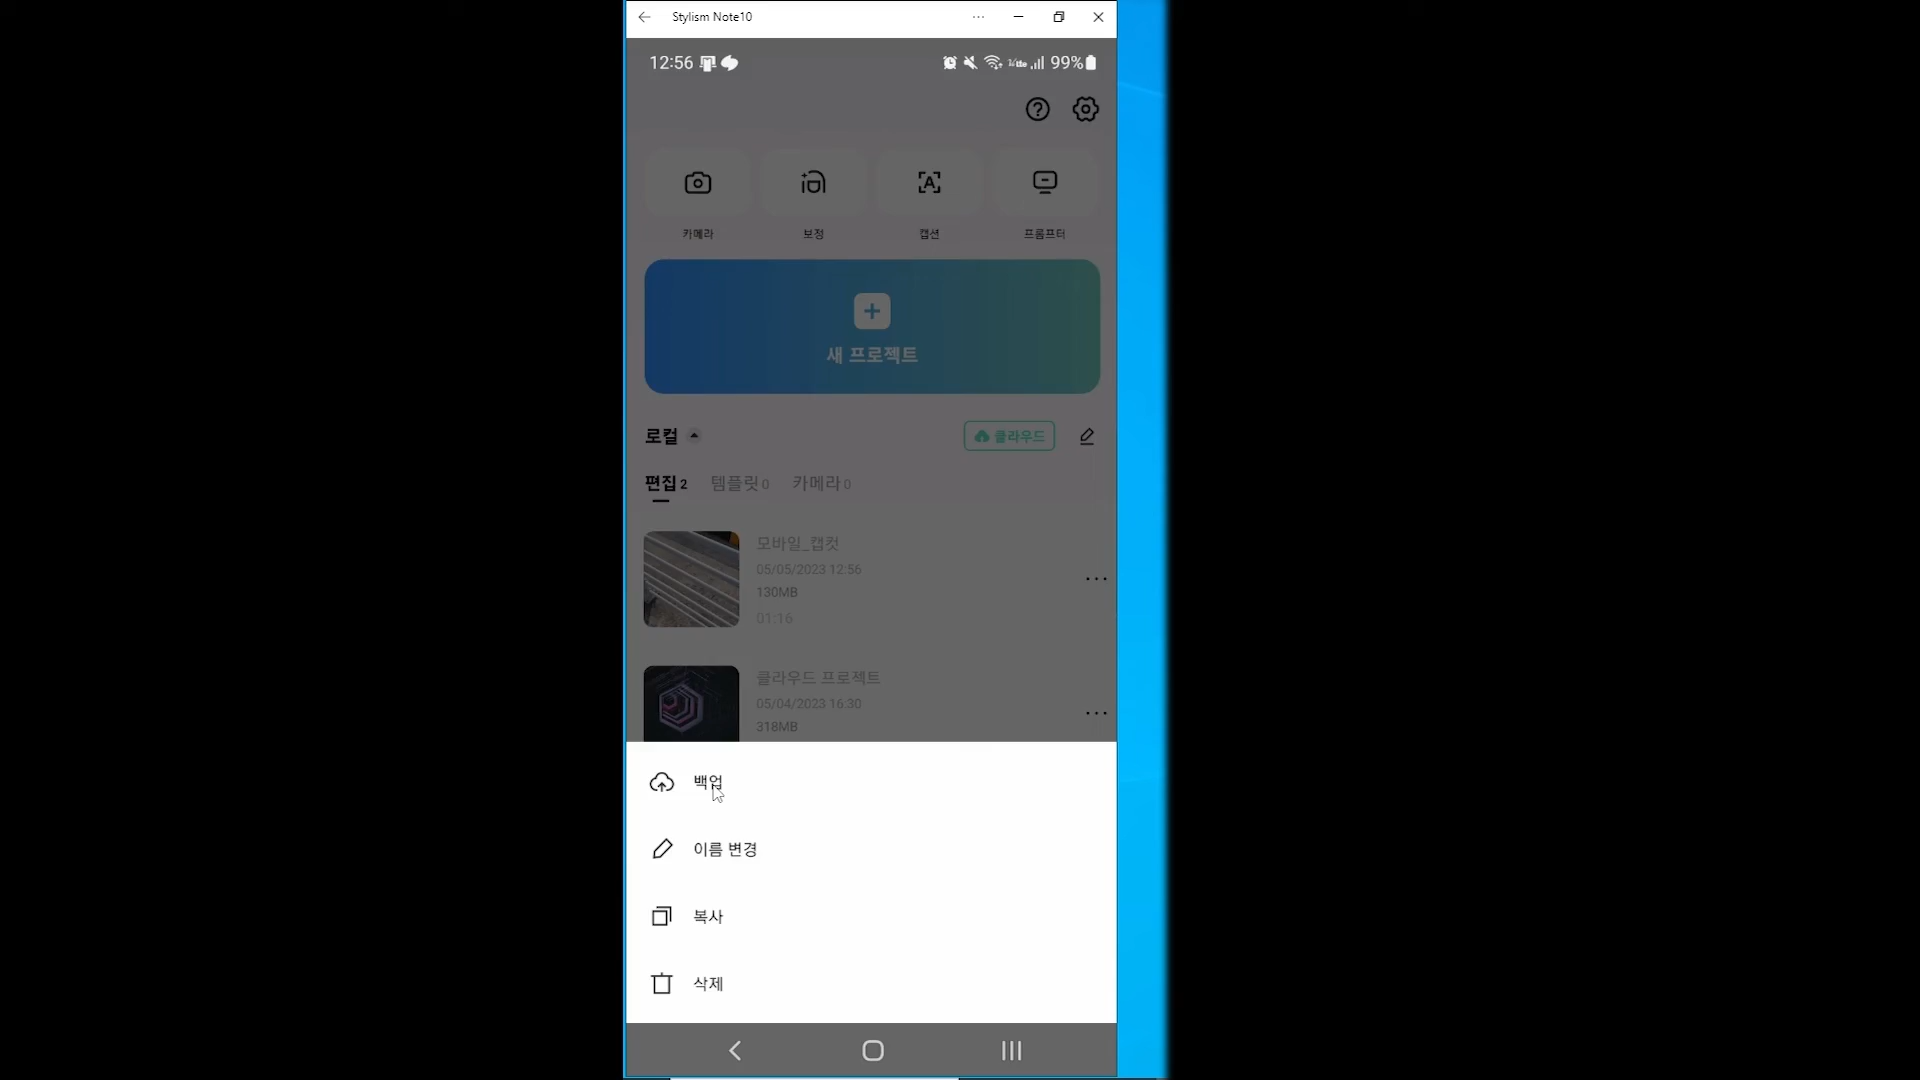 Stylism Note10
12:56
99%
카메라
보정
캡션
프롬프터
새 프로젝트
로컬
클라우드
편집 2
템플릿 0
카메라 0
모바일_캡컷
05/05/2023 12:56
130MB
01:16
클라우드 프로젝트
05/04/2023 16:30
318MB
백업
이름 변경
복사
삭제